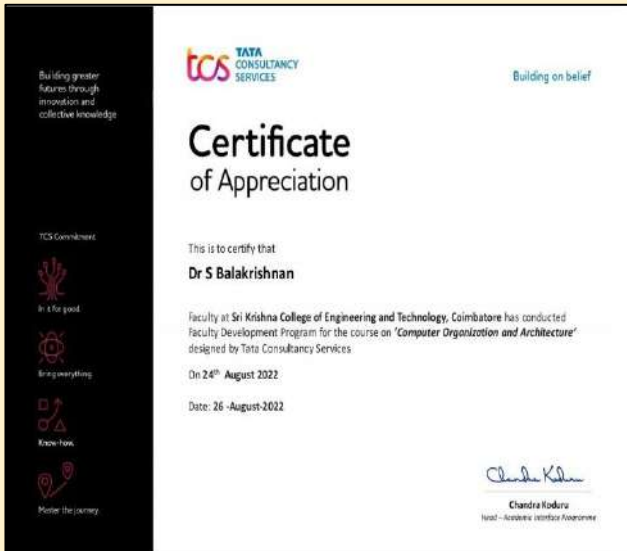 Building greater
futures through
innovation and
collective knowledge
TCS Commitment
In it for good.
Bring everything.
Know-how.
Master the journey.
tcs TATA
CONSULTANCY
SERVICES
Building on belief
Certificate
of Appreciation
This is to certify that
Dr S Balakrishnan
Faculty at Sri Krishna College of Engineering and Technology, Coimbatore has conducted
Faculty Development Program for the course on 'Computer Organization and Architecture'
designed by Tata Consultancy Services
On 24th August 2022
Date: 26 -August-2022
Chandra Koduru
Chandra Koduru
Head – Academic Interface Programme